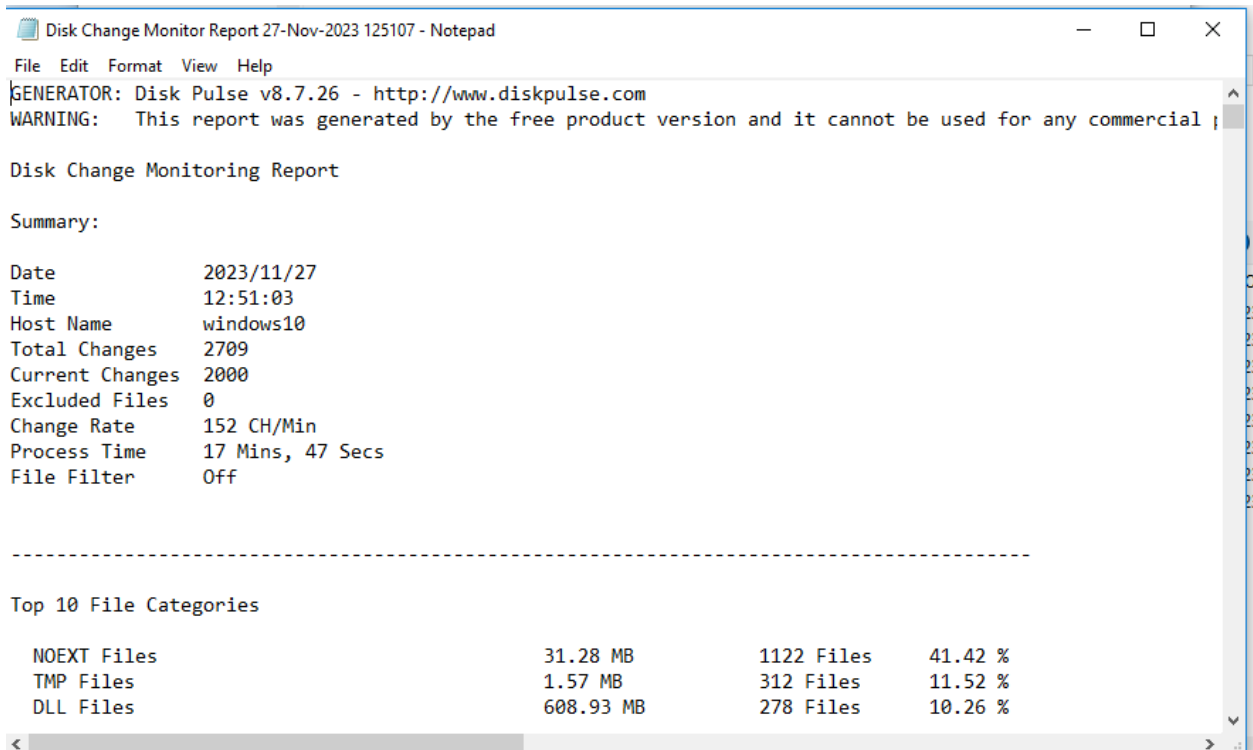 Disk Change Monitor Report 27-Nov-2023 125107 - Notepad
File Edit Format View Help
GENERATOR: Disk Pulse v8.7.26 - http://www.diskpulse.com
WARNING: This report was generated by the free product version and it cannot be used for any commercial
Disk Change Monitoring Report
Summary:
Date 2023/11/27
Time 12:51:03
Host Name windows10
Total Changes 2709
Current Changes 2000
Excluded Files 0
Change Rate 152 CH/Min
Process Time 17 Mins, 47 Secs
File Filter Off
-------------------------------------------------------------------------------------------
Top 10 File Categories
NOEXT Files 31.28 MB 1122 Files 41.42 %
TMP Files 1.57 MB 312 Files 11.52 %
DLL Files 608.93 MB 278 Files 10.26 %